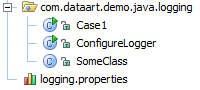 com.dataart.demo.java.logging
Case1
ConfigureLogger
SomeClass
logging.properties